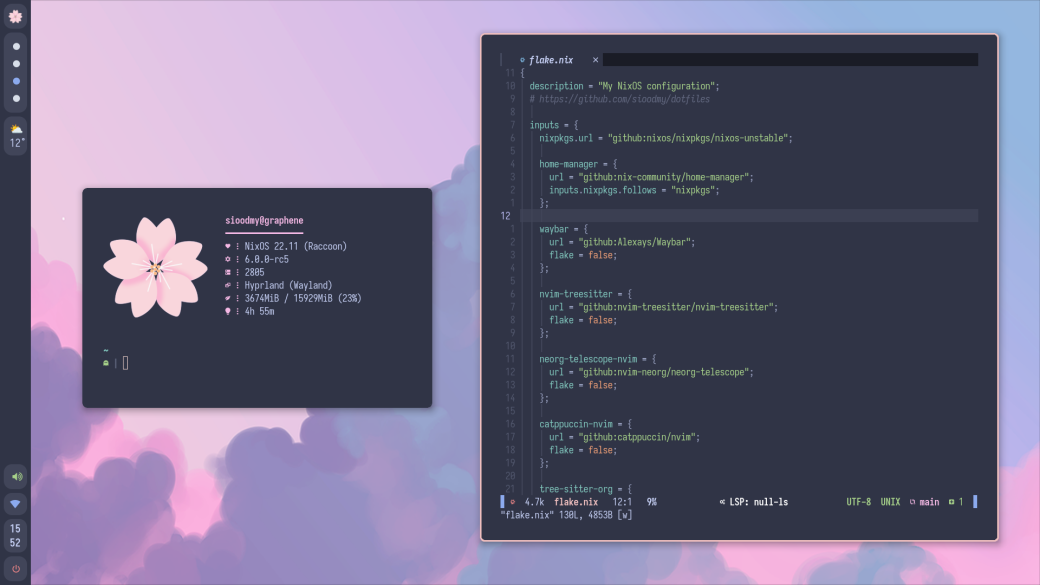 12°
15
52
sioodmy@graphene
NixOS 22.11 (Raccoon)
6.0.0-rc5
2805
Hyprland (Wayland)
3674MiB / 15929MiB (23%)
4h 55m
~
flake.nix ×
11 {
10 description = "My NixOS configuration";
9 # https://github.com/sioodmy/dotfiles
8
7 inputs = {
6 nixpkgs.url = "github:nixos/nixpkgs/nixos-unstable";
5
4 home-manager = {
3 url = "github:nix-community/home-manager";
2 inputs.nixpkgs.follows = "nixpkgs";
1 };
12
1 waybar = {
2 url = "github:Alexays/Waybar";
3 flake = false;
4 };
5
6 nvim-treesitter = {
7 url = "github:nvim-treesitter/nvim-treesitter";
8 flake = false;
9 };
10
11 neorg-telescope-nvim = {
12 url = "github:nvim-neorg/neorg-telescope";
13 flake = false;
14 };
15
16 catppuccin-nvim = {
17 url = "github:catppuccin/nvim";
18 flake = false;
19 };
20
21 tree-sitter-org = {
4.7k flake.nix 12:1 9% « LSP: null-ls UTF-8 UNIX main 1
"flake.nix" 130L, 4853B [w]